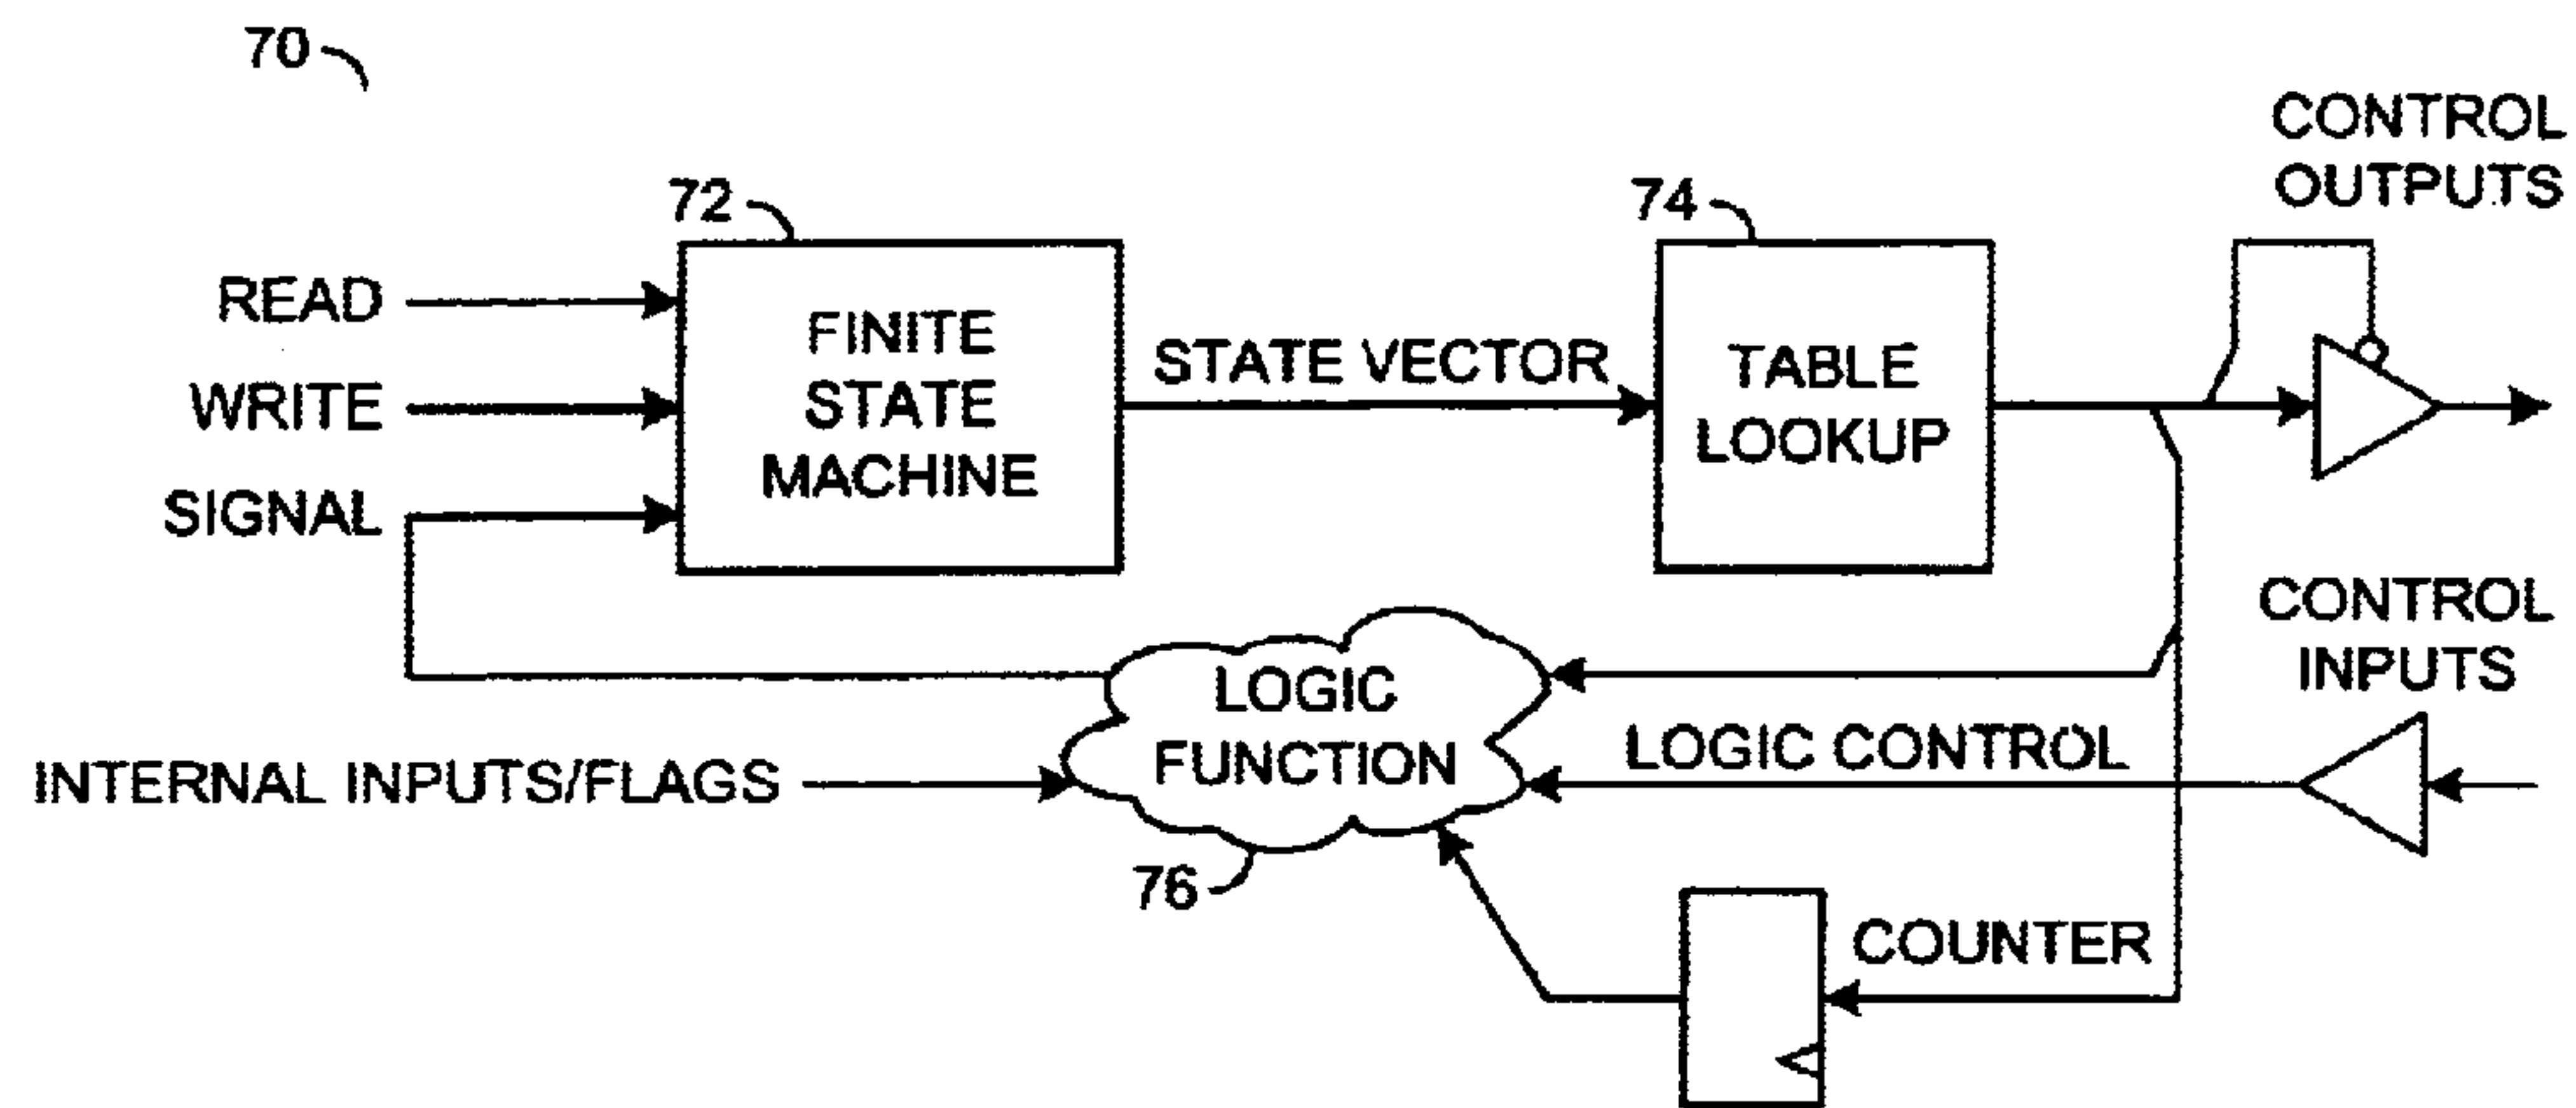 70
CONTROL
OUTPUTS
72
74
READ
WRITE
SIGNAL
FINITE
STATE
MACHINE
STATE VECTOR
TABLE
LOOKUP
CONTROL
INPUTS
LOGIC
FUNCTION
LOGIC CONTROL
INTERNAL INPUTS/FLAGS
76
COUNTER